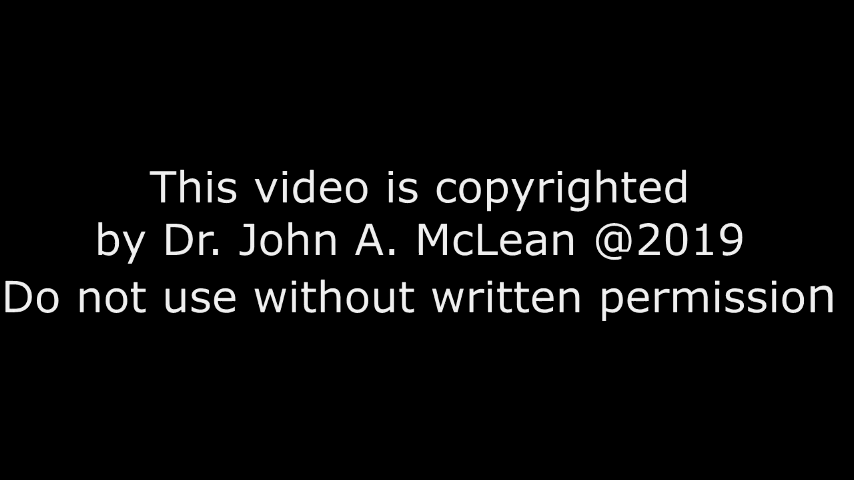 This video is copyrighted
by Dr. John A. McLean @2019
Do not use without written permission